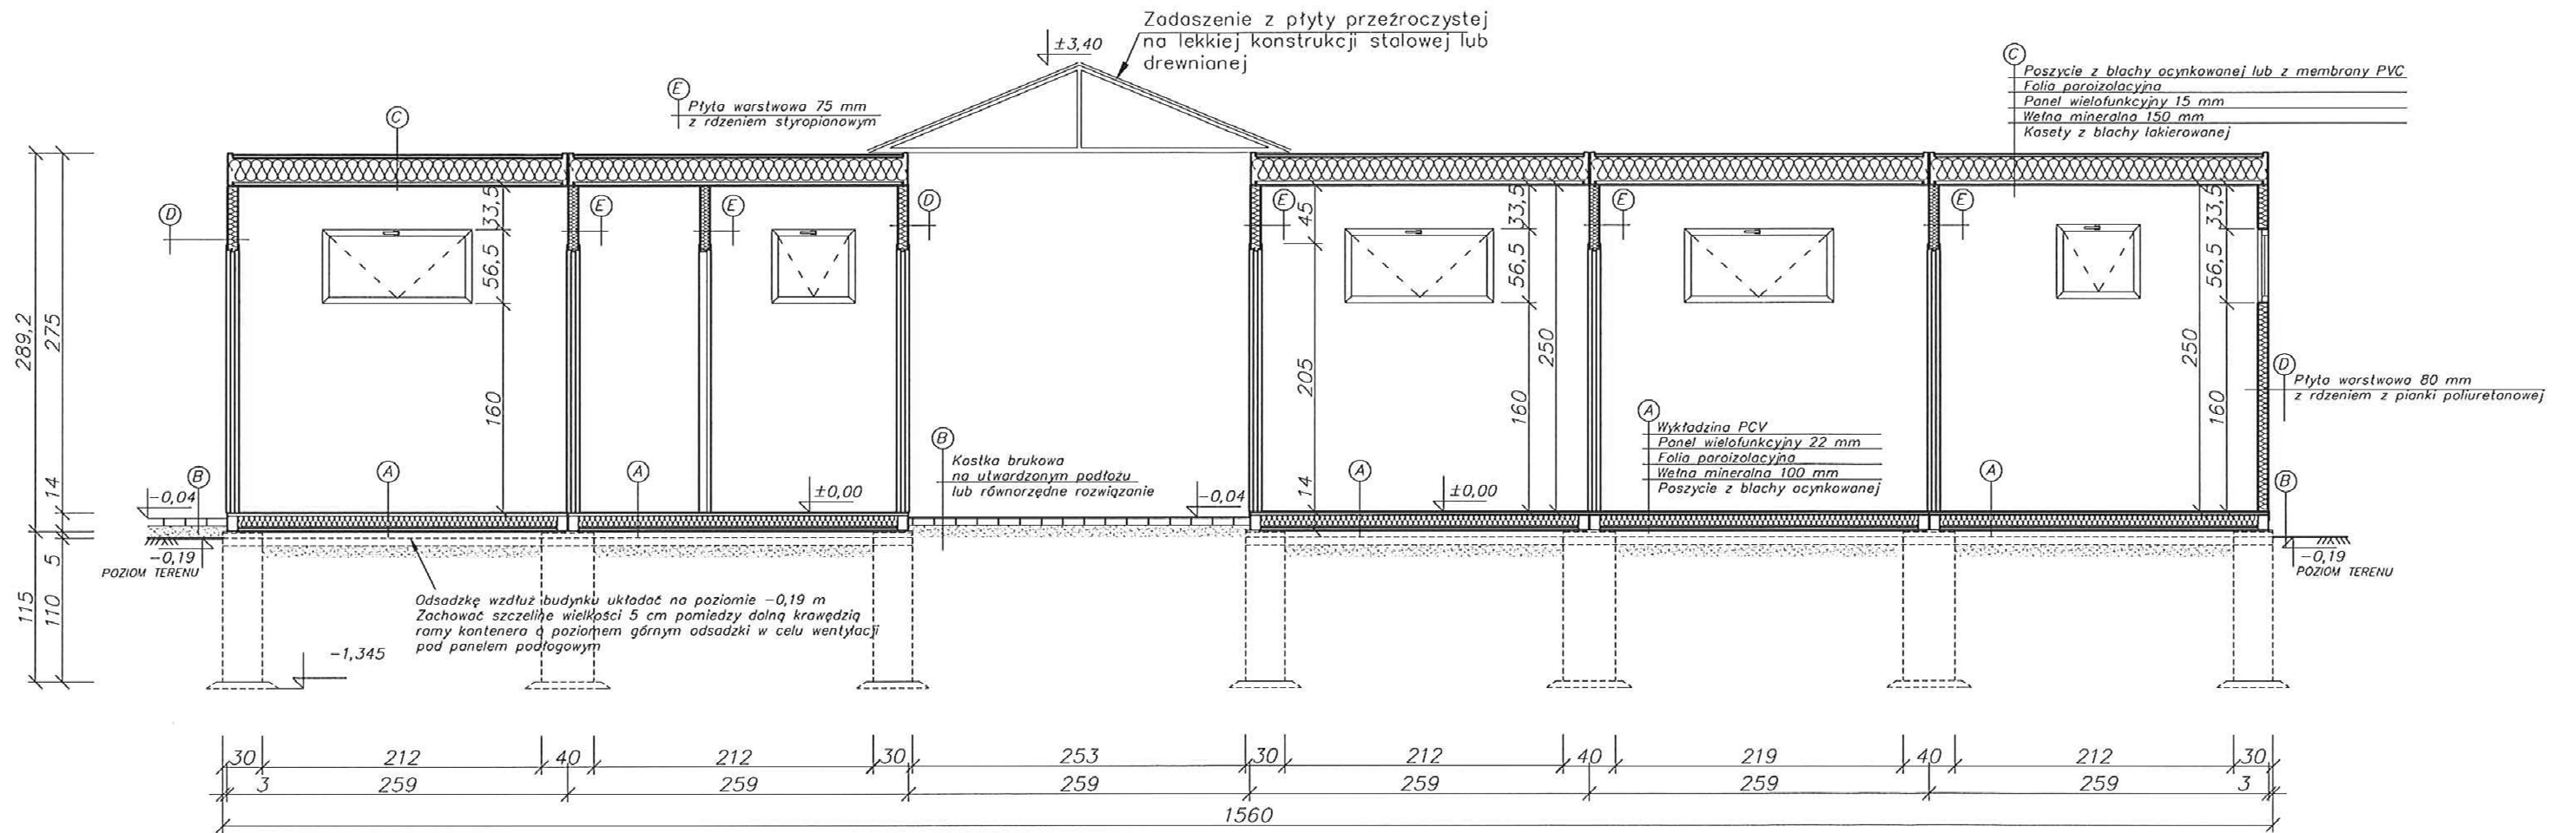 Zadaszenie z płyty przeźroczystej
na lekkiej konstrukcji stalowej lub
drewnianej
±3,40
E
Płyta warstwowa 75 mm
z rdzeniem styropianowym
C
C
Poszycie z blachy ocynkowanej lub z membrany PVC
Folia paroizolacyjna
Panel wielofunkcyjny 15 mm
Wełna mineralna 150 mm
Kasety z blachy lakierowanej
D
E
E
D
E
E
E
33,5
56,5
160
45
205
14
33,5
56,5
160
250
250
33,5
56,5
160
289,2
275
14
5
115
110
D
Płyta warstwowa 80 mm
z rdzeniem z pianki poliuretanowej
A
Wykładzina PCV
Panel wielofunkcyjny 22 mm
Folia paroizolacyjna
Wełna mineralna 100 mm
Poszycie z blachy ocynkowanej
B
Kostka brukowa
na utwardzonym podłożu
lub równorzędne rozwiązanie
B
A
A
A
A
B
-0,04
±0,00
-0,04
±0,00
-0,19
POZIOM TERENU
-0,19
POZIOM TERENU
Odsadzkę wzdłuż budynku układać na poziomie -0,19 m
Zachować szczelinę wielkości 5 cm pomiedzy dolną krawędzią
ramy kontenera a poziomem górnym odsadzki w celu wentylacji
pod panelem podłogowym
-1,345
30 212 40 212 30 253 30 212 40 219 40 212 30
3 259 259 259 259 259 259 3
1560